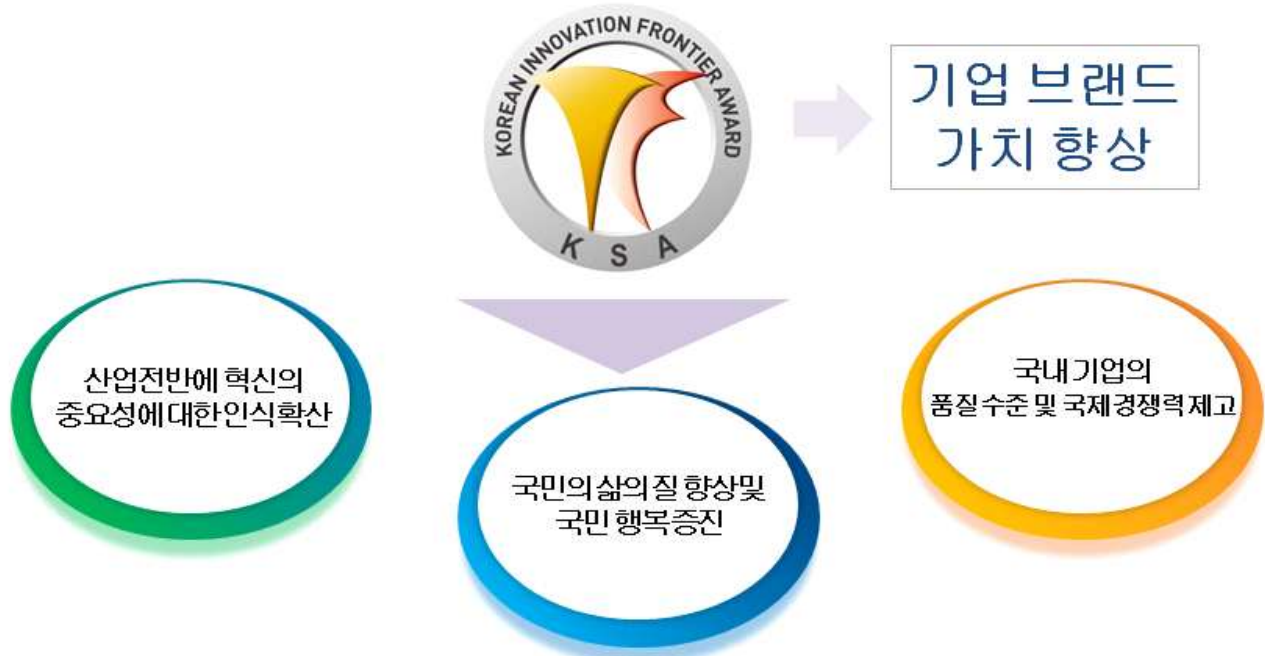 KOREAN INNOVATION FRONTIER AWARD
KSA
기업 브랜드
가치 향상
산업전반에 혁신의
중요성에 대한 인식확산
국민의 삶의 질 향상 및
국민 행복 증진
국내 기업의
품질 수준 및 국제 경쟁력 제고